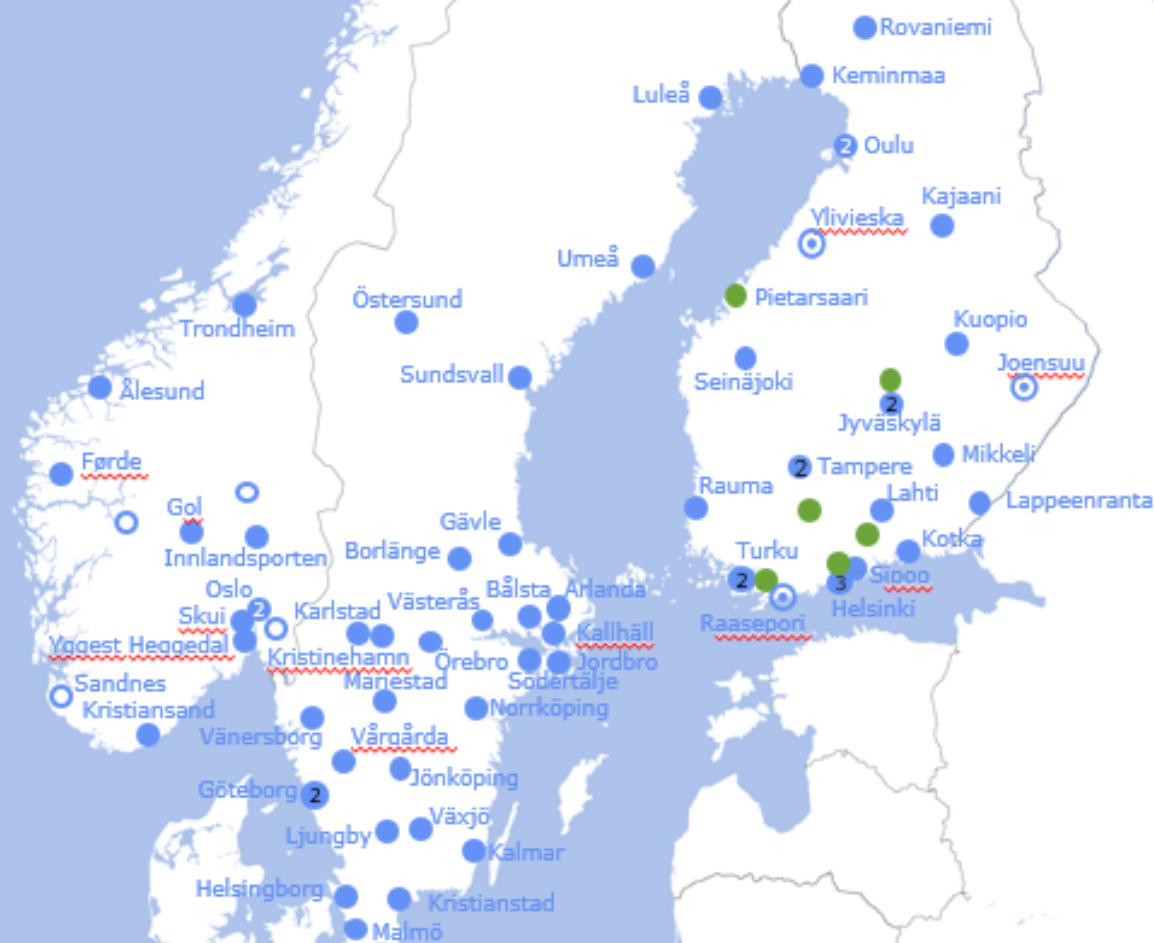 Rovaniemi
Keminmaa
Luleå
2 Oulu
Kajaani
Ylivieska
Umeå
Pietarsaari
Östersund
Trondheim
Kuopio
Joensuu
Sundsvall
Seinäjoki
Ålesund
2
Jyväskylä
Førde
Mikkeli
2 Tampere
Rauma
Lahti
Lappeenranta
Gol
Gävle
Kotka
Innlandsporten
Borlänge
Turku
2
Sipoo
3
Helsinki
Oslo
2
Bålsta
Arlanda
Västerås
Skui
Karlstad
Raasepori
Kallhäll
Yggest Heggedal
Kristinehamn
Örebro
Jordbro
Södertälje
Sandnes
Mariestad
Kristiansand
Norrköping
Vänersborg
Vårgårda
Jönköping
Göteborg 2
Växjö
Ljungby
Kalmar
Helsingborg
Kristianstad
Malmö